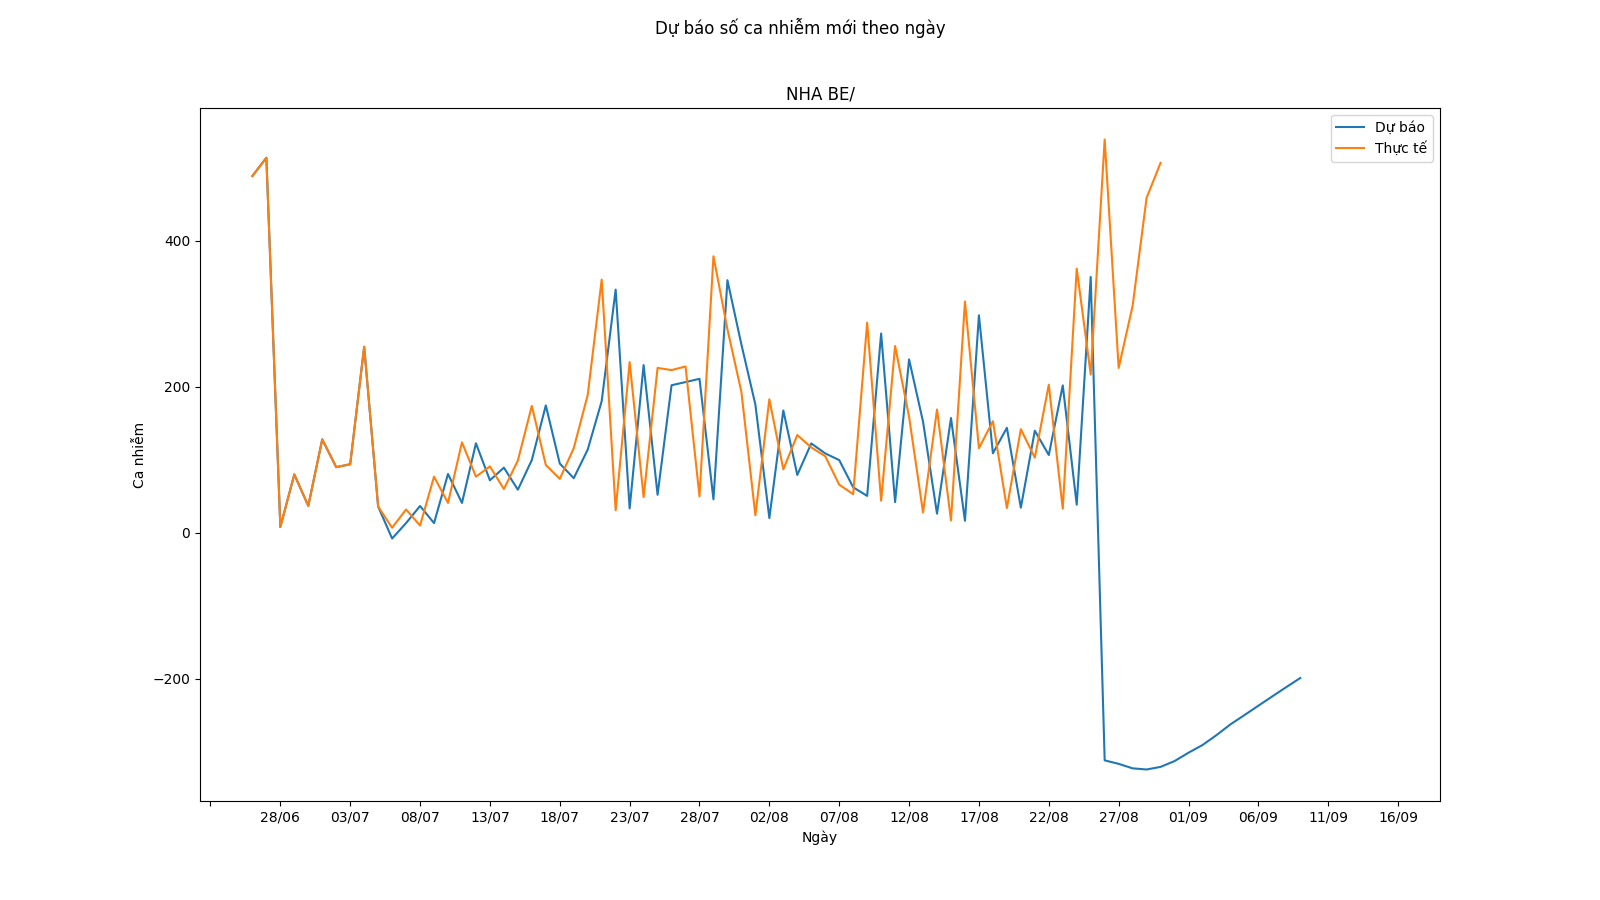 Dự báo số ca nhiễm mới theo ngày
NHA BE/
Dự báo
Thực tế
400
200
0
−200
Ca nhiễm
28/06 03/07 08/07 13/07 18/07 23/07 28/07 02/08 07/08 12/08 17/08 22/08 27/08 01/09 06/09 11/09 16/09
Ngày